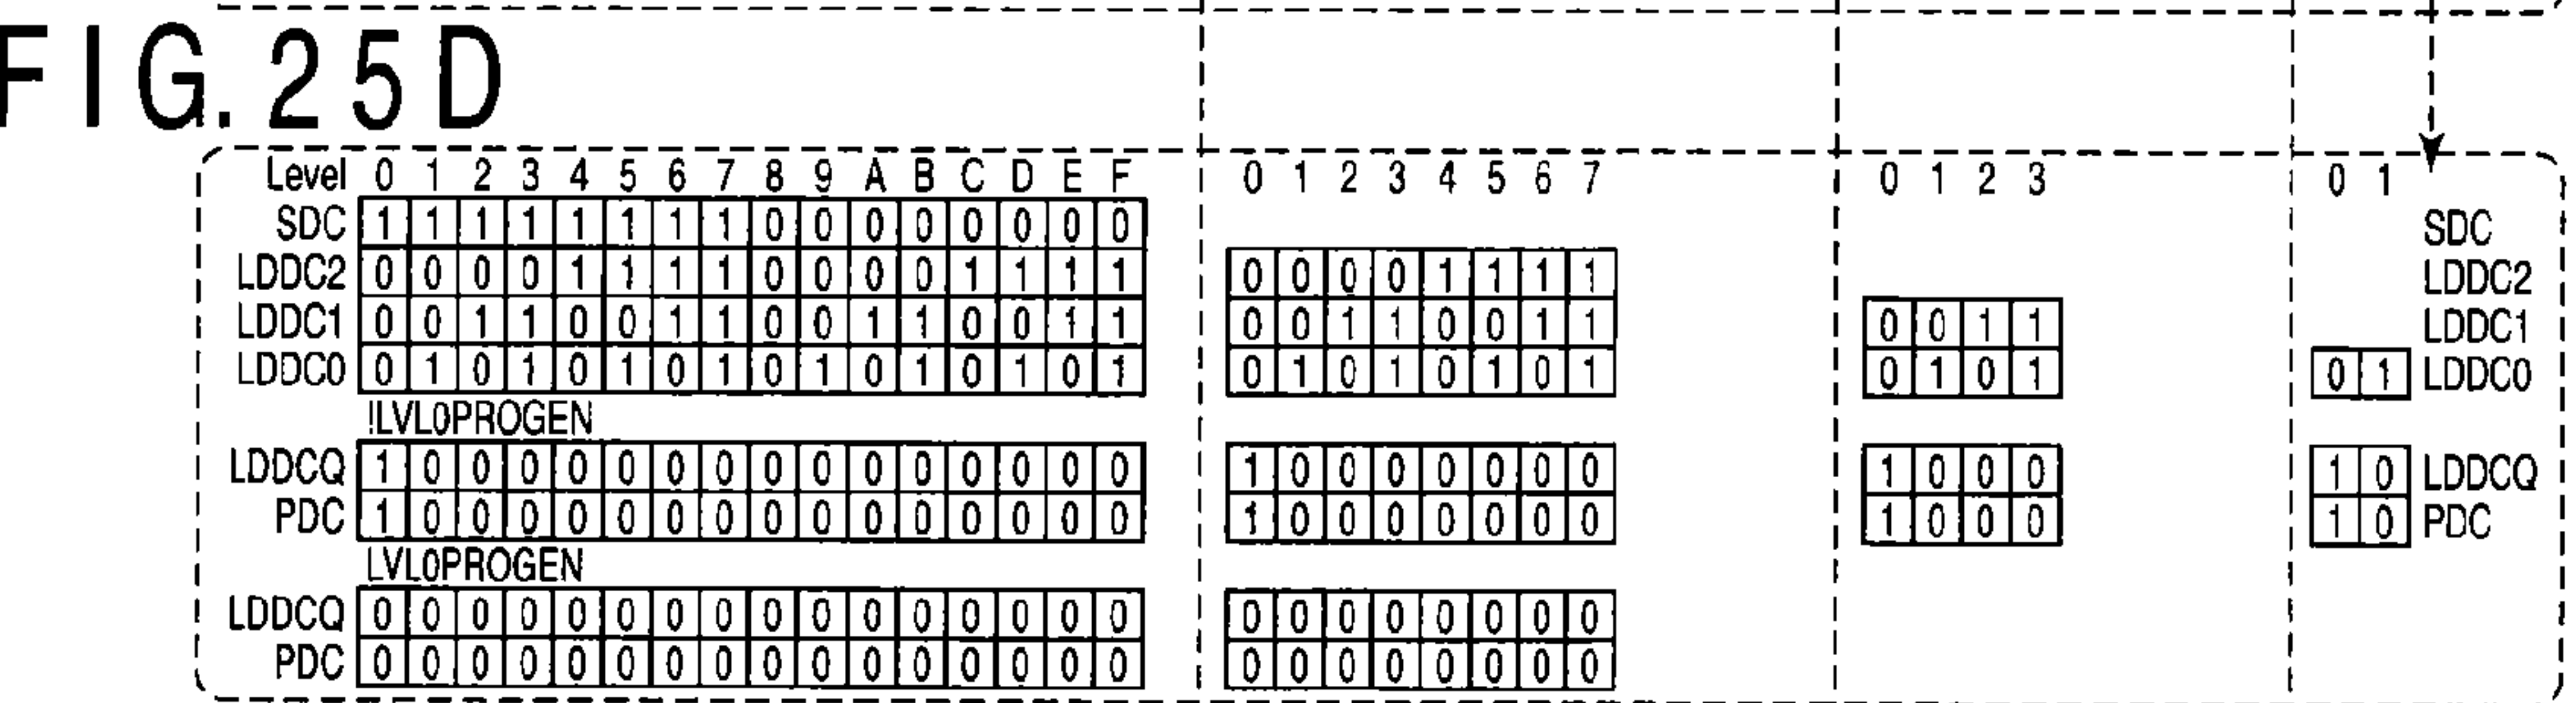 FIG. 25D
Level 0 1 2 3 4 5 6 7 8 9 A B C D E F 0 1 2 3 4 5 6 7 0 1 2 3 0 1
SDC 1 1 1 1 1 1 1 1 0 0 0 0 0 0 0 0 SDC
LDDC2 0 0 0 0 1 1 1 1 0 0 0 0 1 1 1 1 0 0 0 0 1 1 1 1 LDDC2
LDDC1 0 0 1 1 0 0 1 1 0 0 1 1 0 0 1 1 0 0 1 1 0 0 1 1 0 0 1 1 LDDC1
LDDC0 0 1 0 1 0 1 0 1 0 1 0 1 0 1 0 1 0 1 0 1 0 1 0 1 0 1 0 1 0 1 LDDC0
!LVL0PROGEN
LDDCQ 1 0 0 0 0 0 0 0 0 0 0 0 0 0 0 0 1 0 0 0 0 0 0 0 1 0 0 0 1 0 LDDCQ
PDC 1 0 0 0 0 0 0 0 0 0 0 0 0 0 0 0 1 0 0 0 0 0 0 0 1 0 0 0 1 0 PDC
LVL0PROGEN
LDDCQ 0 0 0 0 0 0 0 0 0 0 0 0 0 0 0 0 0 0 0 0 0 0 0 0
PDC 0 0 0 0 0 0 0 0 0 0 0 0 0 0 0 0 0 0 0 0 0 0 0 0